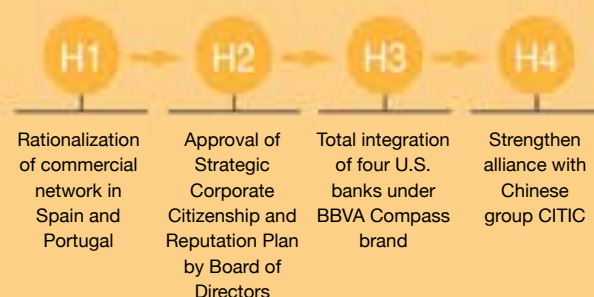 H1
H2
H3
H4
Rationalization
of commercial
network in
Spain and
Portugal
Approval of
Strategic
Corporate
Citizenship and
Reputation Plan
by Board of
Directors
Total integration
of four U.S.
banks under
BBVA Compass
brand
Strengthen
alliance with
Chinese
group CITIC